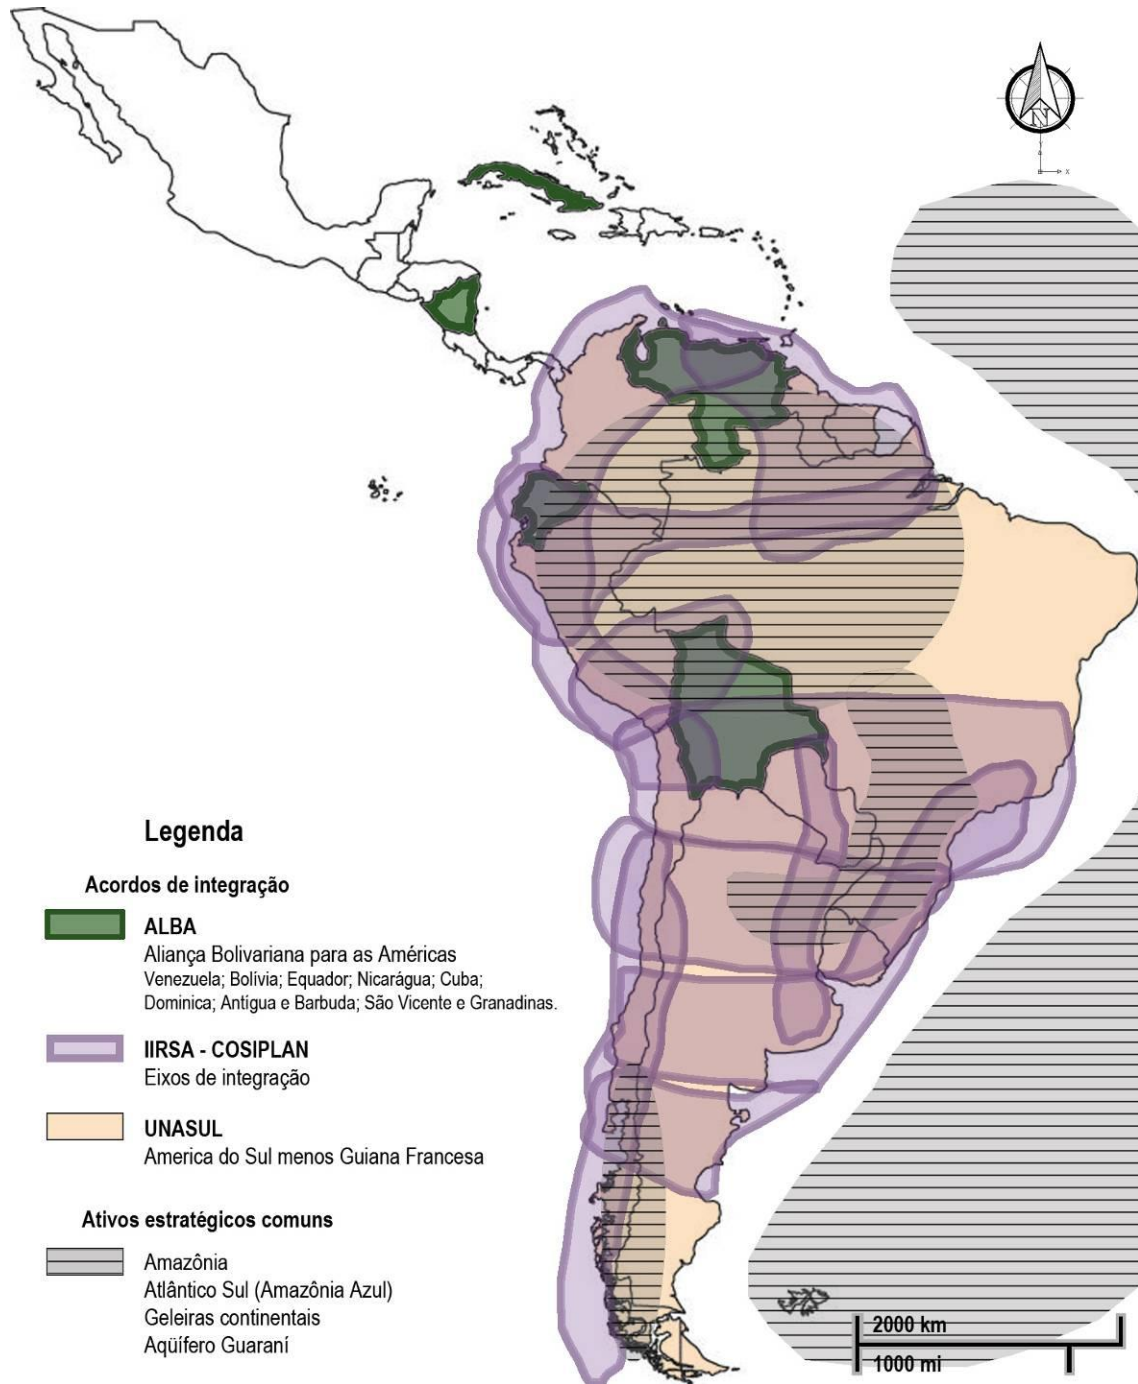 N
Y
X
Legenda
Acordos de integração
ALBA
Aliança Bolivariana para as Américas
Venezuela; Bolívia; Equador; Nicarágua; Cuba;
Dominica; Antígua e Barbuda; São Vicente e Granadinas.
IIRSA - COSIPLAN
Eixos de integração
UNASUL
America do Sul menos Guiana Francesa
Ativos estratégicos comuns
Amazônia
Atlântico Sul (Amazônia Azul)
Geleiras continentais
Aqüífero Guaraní
2000 km
1000 mi